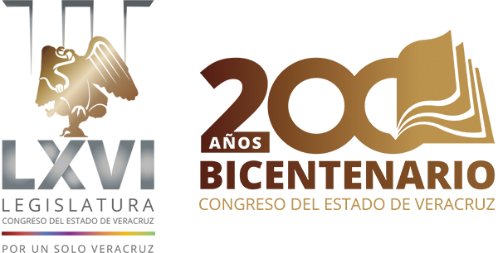 LXVI
LEGISLATURA
CONGRESO DEL ESTADO DE VERACRUZ
POR UN SOLO VERACRUZ
200
AÑOS
BICENTENARIO
CONGRESO DEL ESTADO DE VERACRUZ